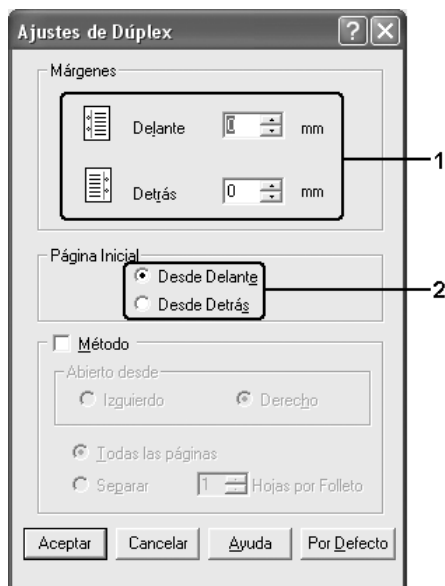 Ajustes de Dúplex
Márgenes
Delante 0 mm
1
Detrás 0 mm
Página Inicial
Desde Delante
2
Desde Detrás
Método
Abierto desde
Izguierdo Derecho
Todas las páginas
Separar 1 Hojas por Folleto
Aceptar Cancelar Ayuda Por Defecto